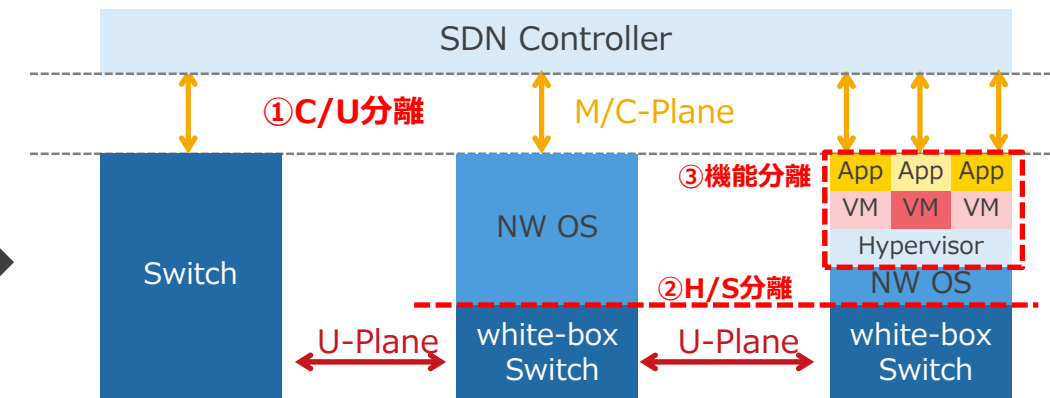 SDN Controller
①C/U分離
M/C-Plane
③機能分離
App App App
VM VM VM
Hypervisor
NW OS
NW OS
Switch
②H/S分離
U-Plane
white-box
Switch
U-Plane
white-box
Switch